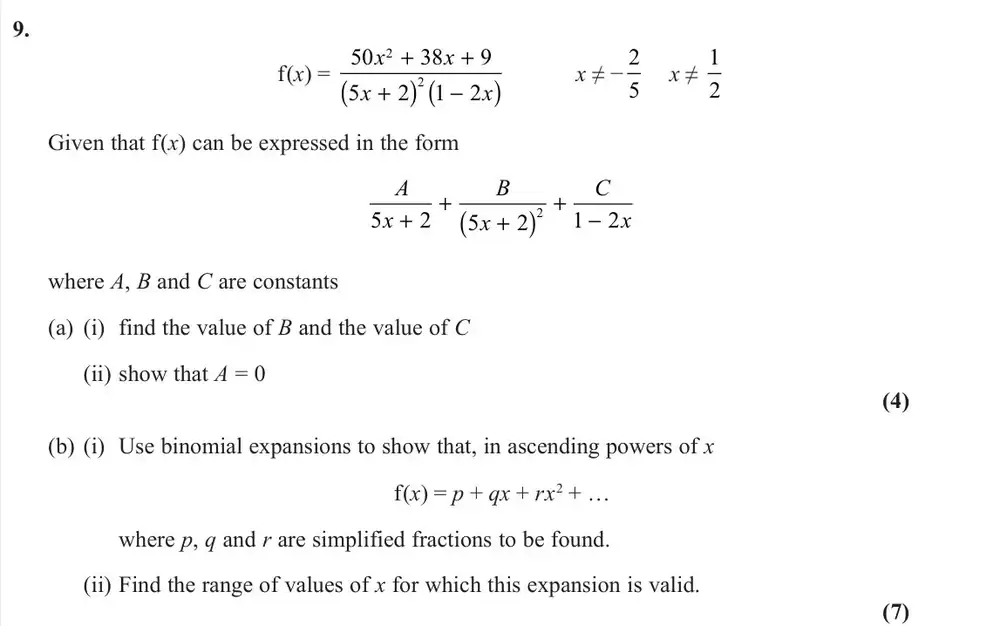 9.
f(x) = (50x² + 38x + 9) / ((5x + 2)²(1 − 2x))    x ≠ −2/5    x ≠ 1/2
Given that f(x) can be expressed in the form
A/(5x + 2) + B/(5x + 2)² + C/(1 − 2x)
where A, B and C are constants
(a) (i) find the value of B and the value of C
(ii) show that A = 0
(4)
(b) (i) Use binomial expansions to show that, in ascending powers of x
f(x) = p + qx + rx² + …
where p, q and r are simplified fractions to be found.
(ii) Find the range of values of x for which this expansion is valid.
(7)